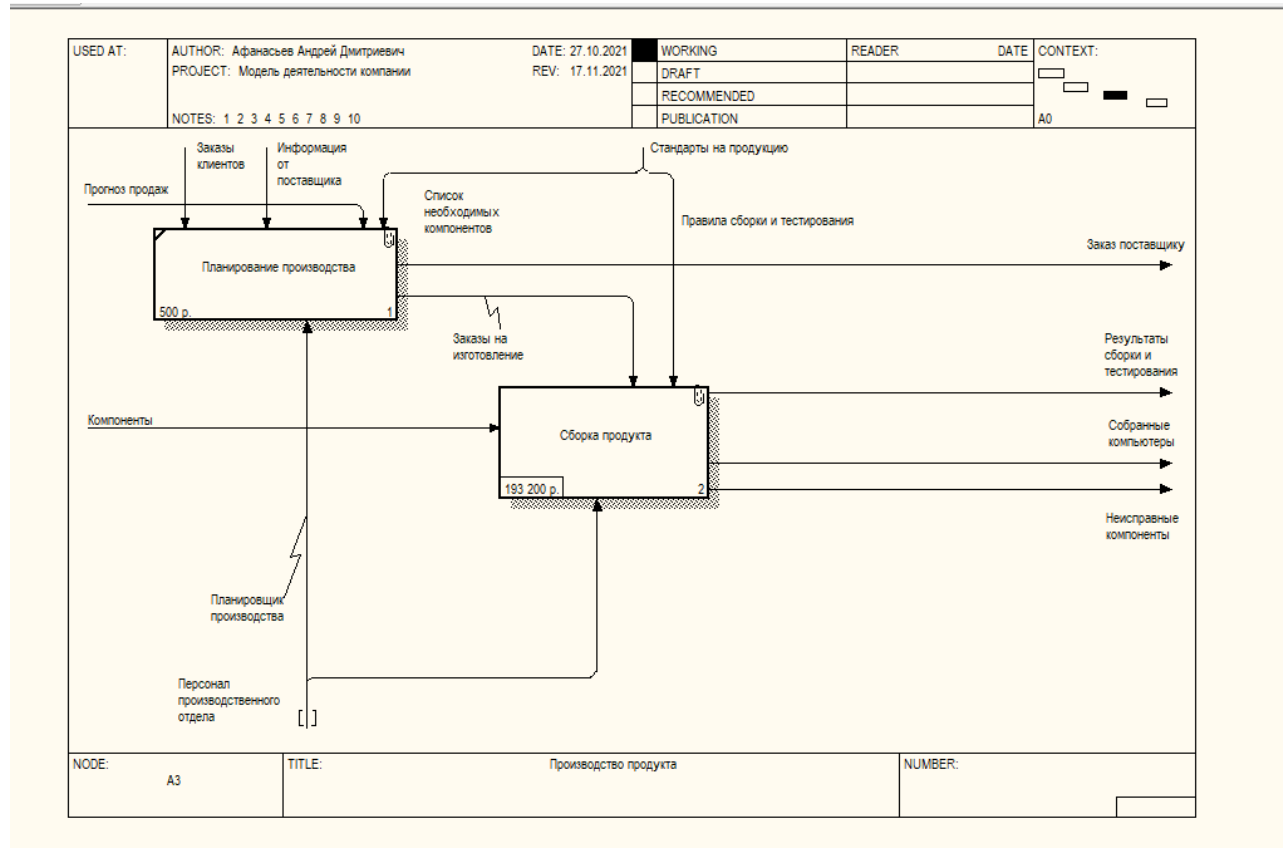 USED AT:
AUTHOR: Афанасьев Андрей Дмитриевич
DATE: 27.10.2021
WORKING
READER
DATE
CONTEXT:
PROJECT: Модель деятельности компании
REV: 17.11.2021
DRAFT
RECOMMENDED
NOTES: 1 2 3 4 5 6 7 8 9 10
PUBLICATION
A0
Заказы
клиентов
Информация
от
поставщика
Стандарты на продукцию
Прогноз продаж
Список
необходимых
компонентов
Правила сборки и тестирования
Заказ поставщику
Планирование производства
500 р.
1
Заказы на
изготовление
Результаты
сборки и
тестирования
Компоненты
Сборка продукта
193 200 р.
2
Собранные
компьютеры
Неисправные
компоненты
Планировщик
производства
Персонал
производственного
отдела
NODE:
A3
TITLE:
Производство продукта
NUMBER: